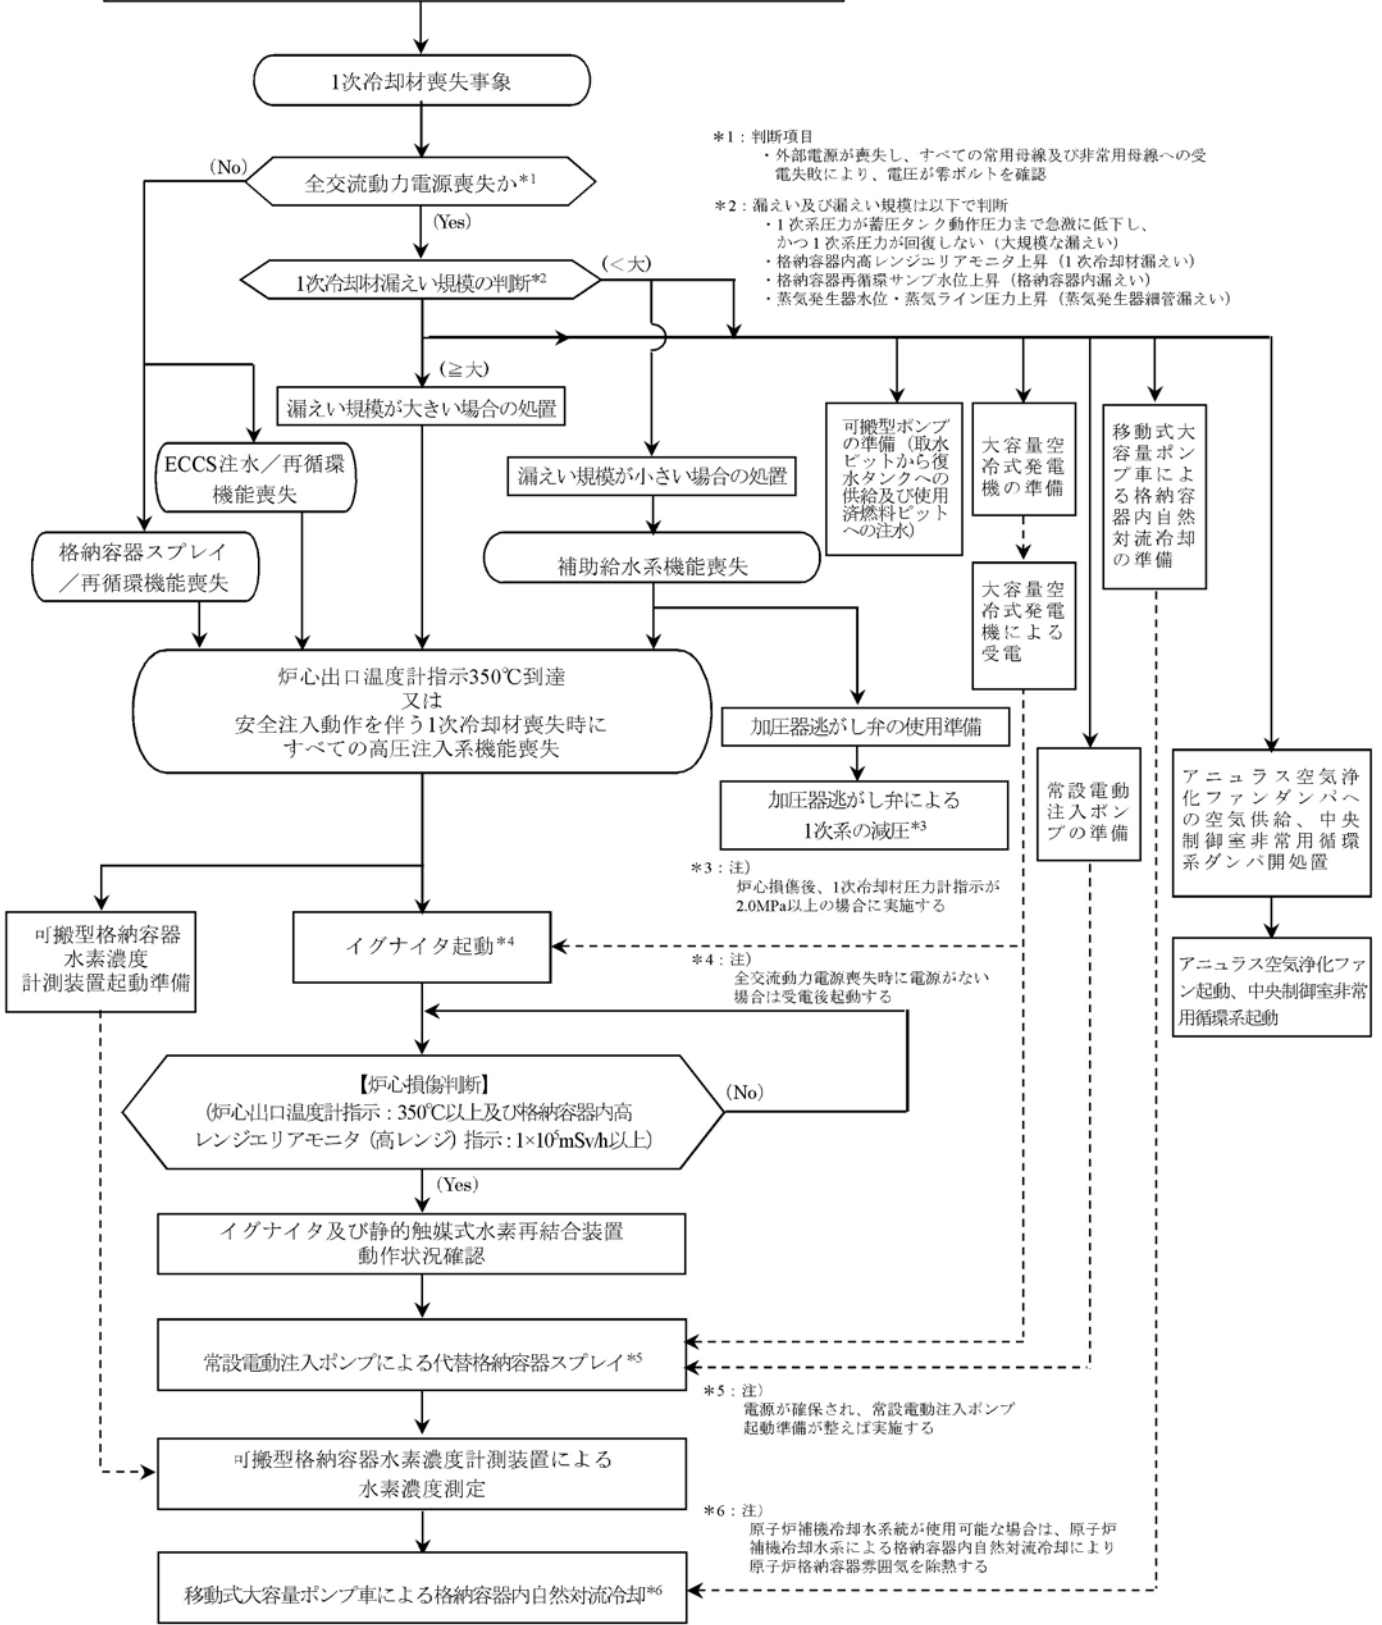 1次冷却材喪失事象
＊1：判断項目
・外部電源が喪失し、すべての常用母線及び非常用母線への受
電失敗により、電圧が零ボルトを確認
(No)
全交流動力電源喪失か*1
(Yes)
＊2：漏えい及び漏えい規模は以下で判断
・1次系圧力が蓄圧タンク動作圧力まで急激に低下し、
かつ1次系圧力が回復しない（大規模な漏えい）
・格納容器内高レンジエリアモニタ上昇（1次冷却材漏えい）
・格納容器再循環サンプ水位上昇（格納容器内漏えい）
・蒸気発生器水位・蒸気ライン圧力上昇（蒸気発生器細管漏えい）
1次冷却材漏えい規模の判断*2
(＜大)
(≧大)
漏えい規模が大きい場合の処置
ECCS注水／再循環
機能喪失
漏えい規模が小さい場合の処置
格納容器スプレイ
／再循環機能喪失
補助給水系機能喪失
可搬型ポンプ
の準備（取水
ピットから復
水タンクへの
供給及び使用
済燃料ピット
への注水）
大容量空
冷式発電
機の準備
移動式大
容量ポン
プ車によ
る格納容
器内自然
対流冷却
の準備
大容量空
冷式発電
機による
受電
炉心出口温度計指示350℃到達
又は
安全注入動作を伴う1次冷却材喪失時に
すべての高圧注入系機能喪失
加圧器逃がし弁の使用準備
加圧器逃がし弁による
1次系の減圧*3
常設電動
注入ポン
プの準備
アニュラス空気浄
化ファンダンパへ
の空気供給、中央
制御室非常用循環
系ダンパ開処置
＊3：注）
炉心損傷後、1次冷却材圧力計指示が
2.0MPa以上の場合に実施する
可搬型格納容器
水素濃度
計測装置起動準備
イグナイタ起動*4
＊4：注）
全交流動力電源喪失時に電源がない
場合は受電後起動する
アニュラス空気浄化ファ
ン起動、中央制御室非常
用循環系起動
【炉心損傷判断】
（炉心出口温度計指示：350℃以上及び格納容器内高
レンジエリアモニタ（高レンジ）指示：1×10⁵mSv/h以上）
(No)
(Yes)
イグナイタ及び静的触媒式水素再結合装置
動作状況確認
常設電動注入ポンプによる代替格納容器スプレイ*5
＊5：注）
電源が確保され、常設電動注入ポンプ
起動準備が整えば実施する
可搬型格納容器水素濃度計測装置による
水素濃度測定
＊6：注）
原子炉補機冷却水系統が使用可能な場合は、原子炉
補機冷却水系による格納容器内自然対流冷却により
原子炉格納容器雰囲気を除熱する
移動式大容量ポンプ車による格納容器内自然対流冷却*6